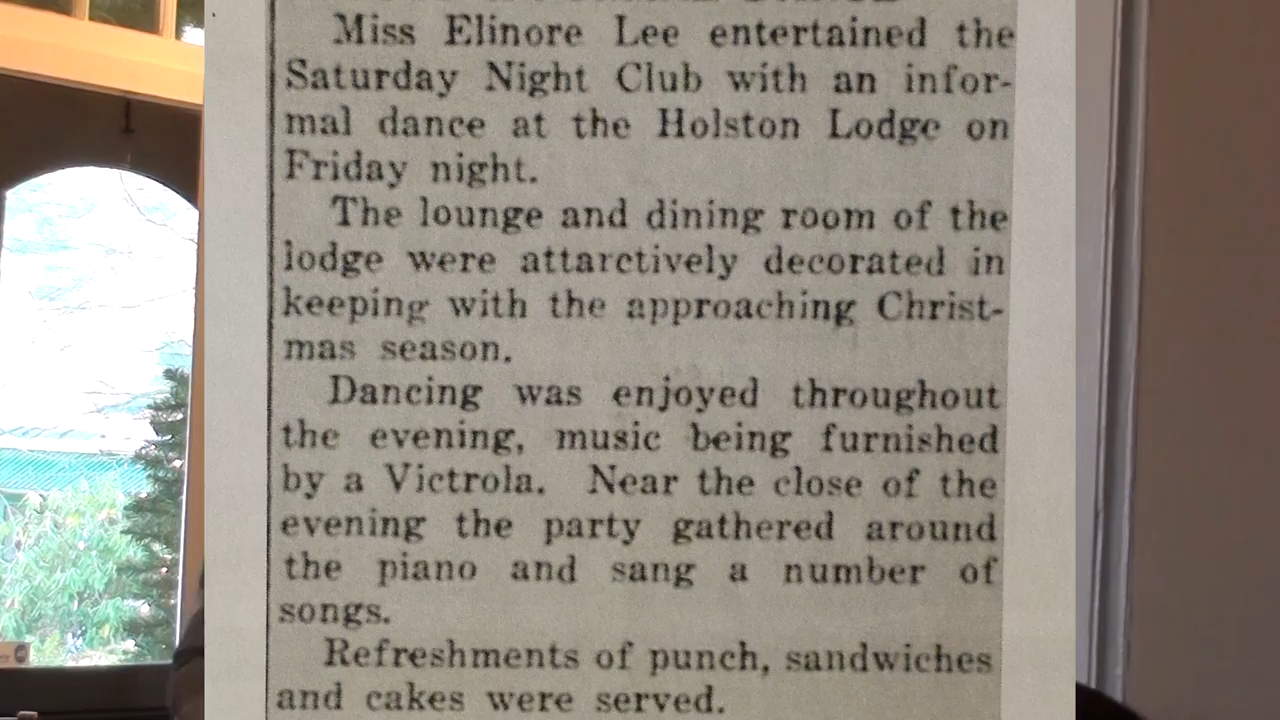 Miss Elinore Lee entertained the
Saturday Night Club with an infor-
mal dance at the Holston Lodge on
Friday night.
The lounge and dining room of the
lodge were attarctively decorated in
keeping with the approaching Christ-
mas season.
Dancing was enjoyed throughout
the evening, music being furnished
by a Victrola. Near the close of the
evening the party gathered around
the piano and sang a number of
songs.
Refreshments of punch, sandwiches
and cakes were served.